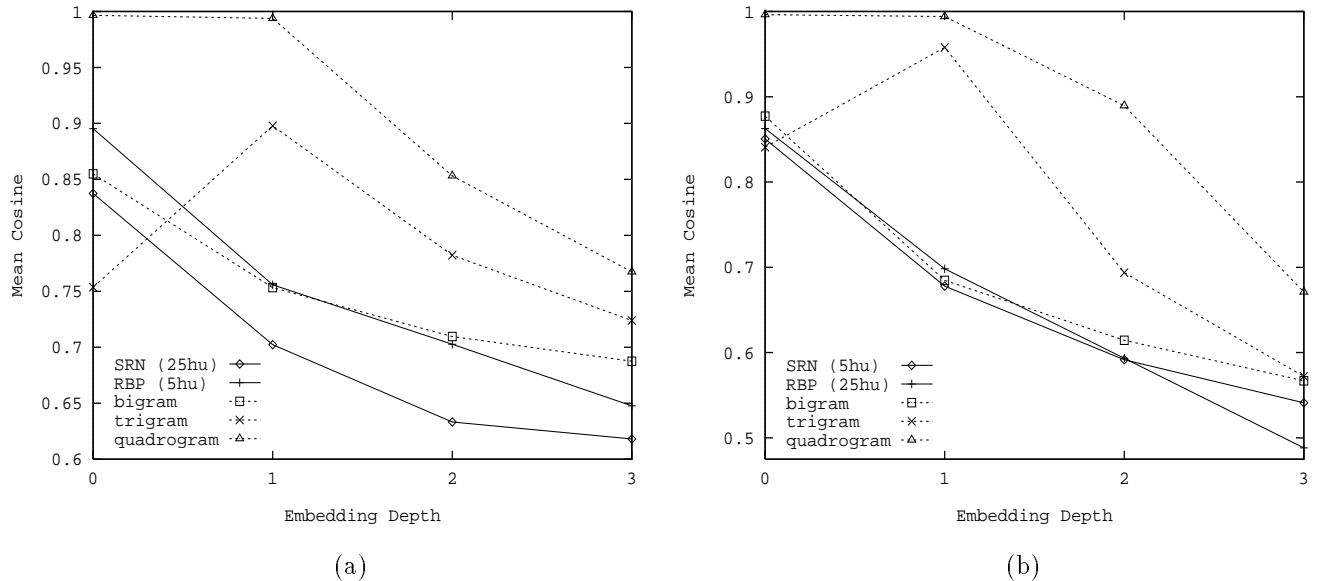 1
0.95
0.9
0.85
0.8
0.75
0.7
0.65
0.6
Mean Cosine
SRN (25hu)
RBP (5hu)
bigram
trigram
quadrogram
0 1 2 3
Embedding Depth
(a)
1
0.9
0.8
0.7
0.6
0.5
Mean Cosine
SRN (5hu)
RBP (25hu)
bigram
trigram
quadrogram
0 1 2 3
Embedding Depth
(b)